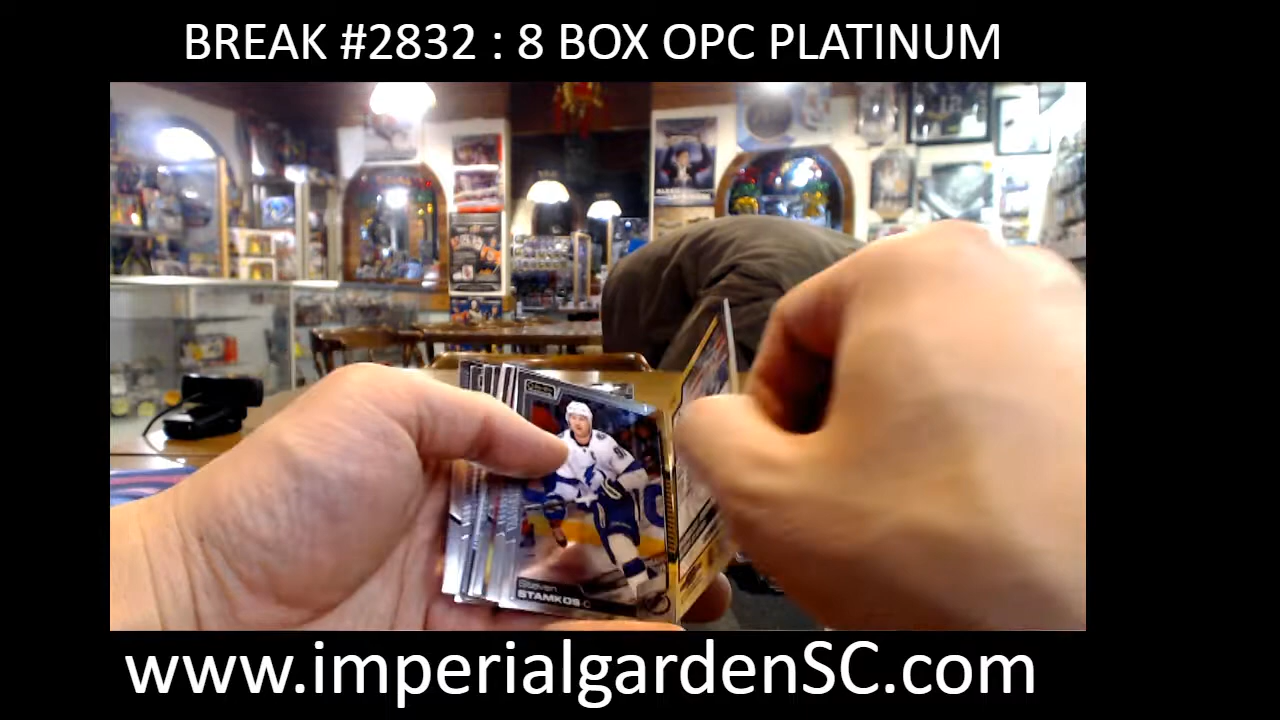 BREAK #2832 : 8 BOX OPC PLATINUM
Steven
STAMKOS C
www.imperialgardenSC.com